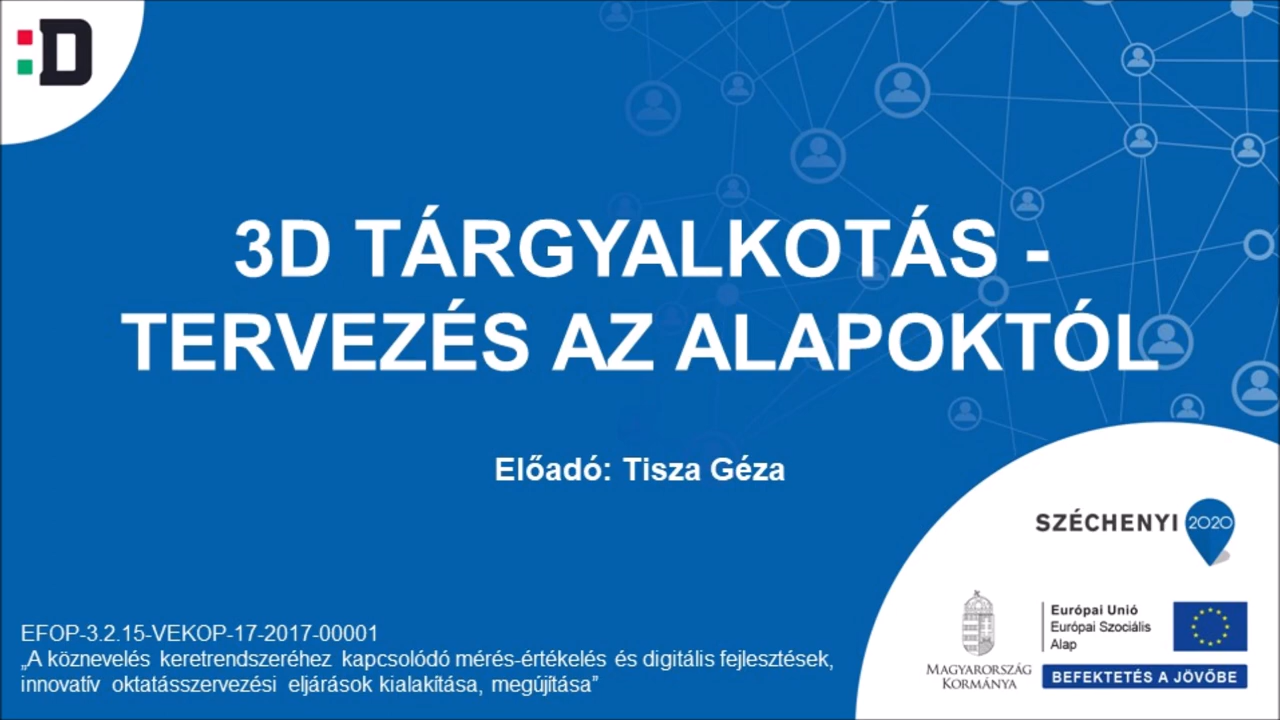 :D
3D TÁRGYALKOTÁS -
TERVEZÉS AZ ALAPOKTÓL
Előadó: Tisza Géza
SZÉCHENYI 2020
EFOP-3.2.15-VEKOP-17-2017-00001
„A köznevelés keretrendszeréhez kapcsolódó mérés-értékelés és digitális fejlesztések,
innovatív oktatásszervezési eljárások kialakítása, megújítása”
MAGYARORSZÁG
KORMÁNYA
Európai Unió
Európai Szociális
Alap
BEFEKTETÉS A JÖVŐBE